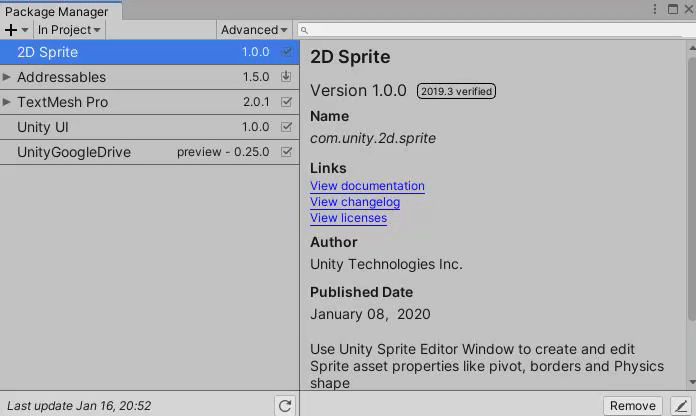 Package Manager
In Project
Advanced
2D Sprite 1.0.0
Addressables 1.5.0
TextMesh Pro 2.0.1
Unity UI 1.0.0
UnityGoogleDrive preview - 0.25.0
Last update Jan 16, 20:52
2D Sprite
Version 1.0.0 2019.3 verified
Name
com.unity.2d.sprite
Links
View documentation
View changelog
View licenses
Author
Unity Technologies Inc.
Published Date
January 08, 2020
Use Unity Sprite Editor Window to create and edit
Sprite asset properties like pivot, borders and Physics
shape
Remove